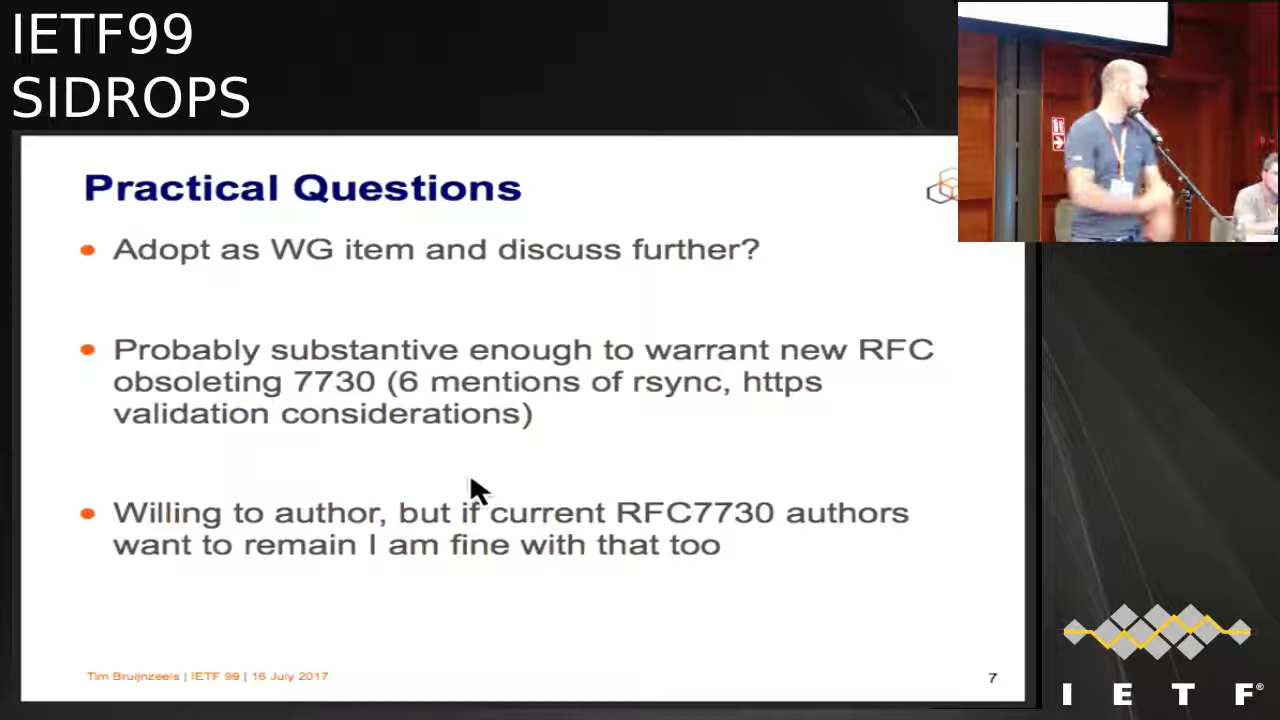 IETF99
SIDROPS
Practical Questions
Adopt as WG item and discuss further?
Probably substantive enough to warrant new RFC
obsoleting 7730 (6 mentions of rsync, https
validation considerations)
Willing to author, but if current RFC7730 authors
want to remain I am fine with that too
Tim Bruijnzeels | IETF 99 | 16 July 2017
7
I E T F®